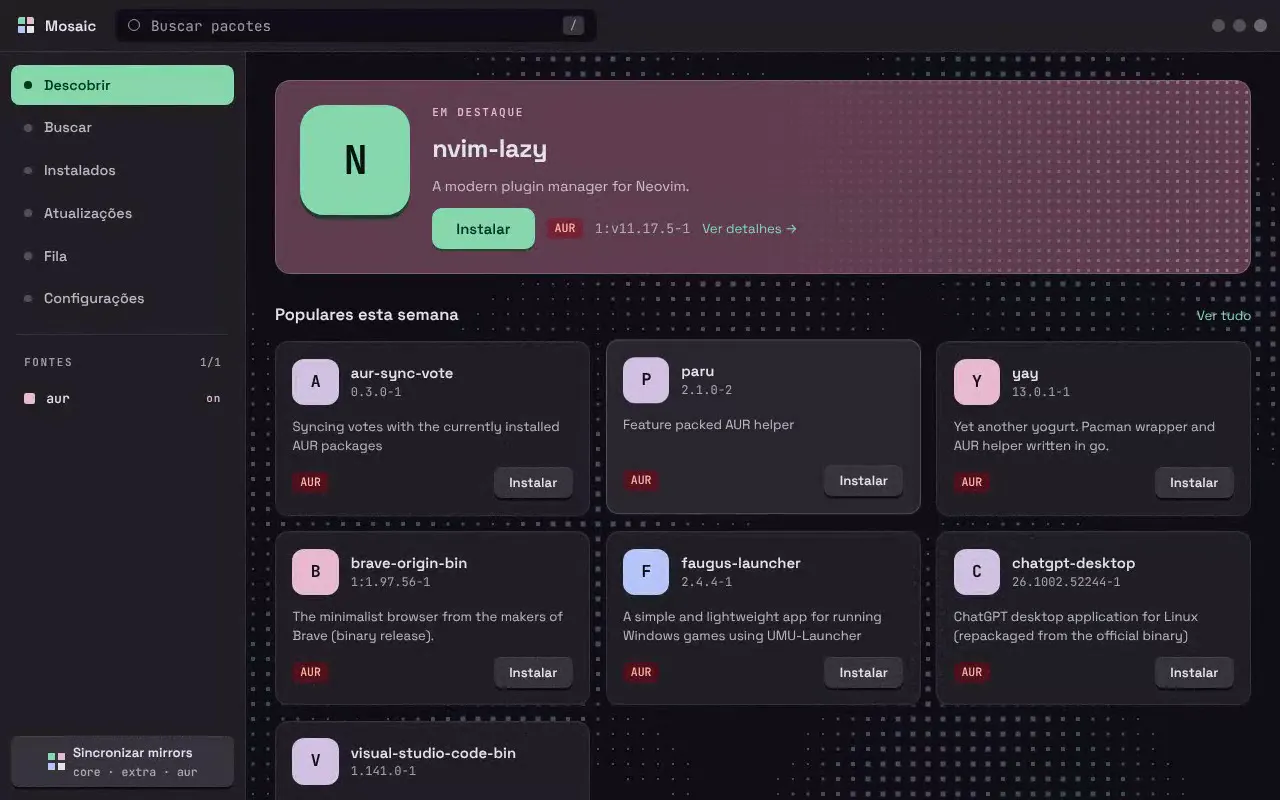 Mosaic
Buscar pacotes
/
Descobrir
Buscar
Instalados
Atualizações
Fila
Configurações
FONTES 1/1
aur on
Sincronizar mirrors
core · extra · aur
N
EM DESTAQUE
nvim-lazy
A modern plugin manager for Neovim.
Instalar AUR 1:v11.17.5-1 Ver detalhes →
Populares esta semana
Ver tudo
A
aur-sync-vote
0.3.0-1
Syncing votes with the currently installed
AUR packages
AUR Instalar
P
paru
2.1.0-2
Feature packed AUR helper
AUR Instalar
Y
yay
13.0.1-1
Yet another yogurt. Pacman wrapper and
AUR helper written in go.
AUR Instalar
B
brave-origin-bin
1:1.97.56-1
The minimalist browser from the makers of
Brave (binary release).
AUR Instalar
F
faugus-launcher
2.4.4-1
A simple and lightweight app for running
Windows games using UMU-Launcher
AUR Instalar
C
chatgpt-desktop
26.1002.52244-1
ChatGPT desktop application for Linux
(repackaged from the official binary)
AUR Instalar
V
visual-studio-code-bin
1.141.0-1